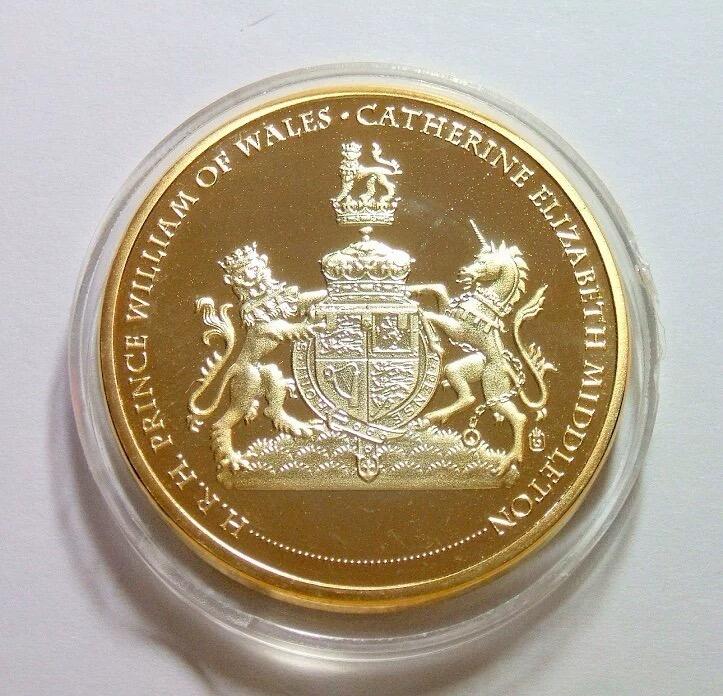 H.R.H. PRINCE WILLIAM OF WALES · CATHERINE ELIZABETH MIDDLETON